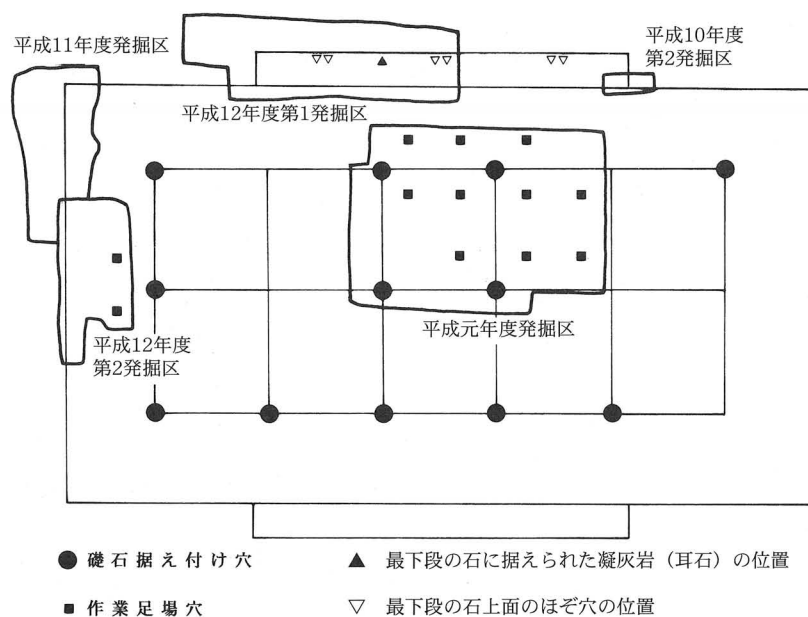 平成11年度発掘区
平成10年度
第2発掘区
平成12年度第1発掘区
平成元年度発掘区
平成12年度
第2発掘区
● 礎石据え付け穴
▲ 最下段の石に据えられた凝灰岩（耳石）の位置
■ 作業足場穴
▽ 最下段の石上面のほぞ穴の位置